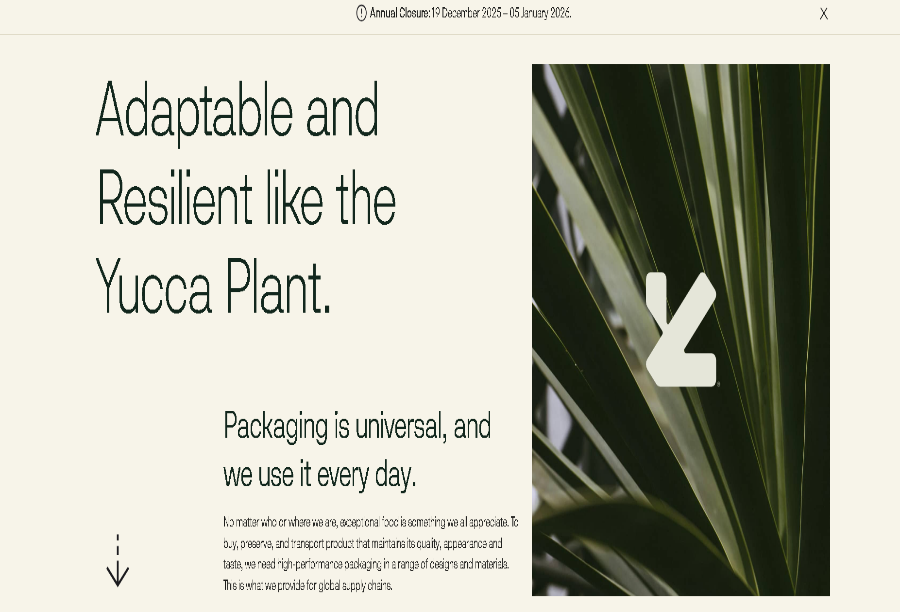 Annual Closure: 19 December 2025 – 05 January 2026.
X
Adaptable and
Resilient like the
Yucca Plant.
Packaging is universal, and
we use it every day.
No matter who or where we are, exceptional food is something we all appreciate. To
buy, preserve, and transport product that maintains its quality, appearance and
taste, we need high-performance packaging in a range of designs and materials.
This is what we provide for global supply chains.